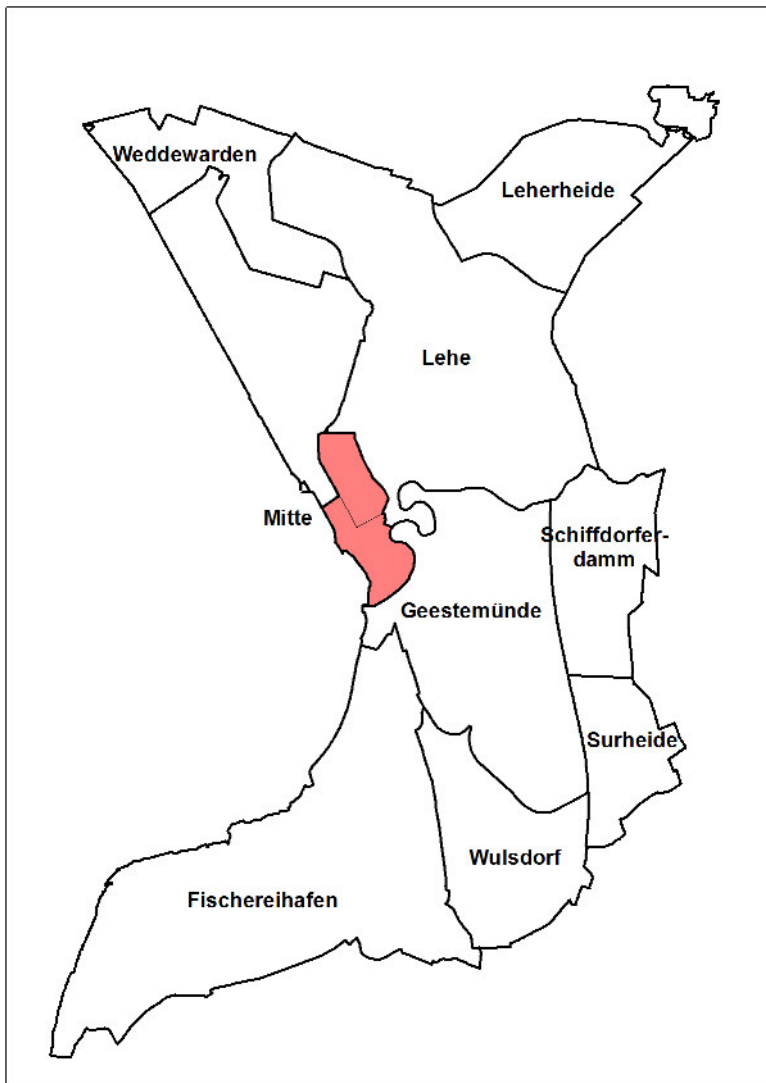 Weddewarden
Leherheide
Lehe
Mitte
Schiffdorfer-
damm
Geestemünde
Surheide
Wulsdorf
Fischereihafen